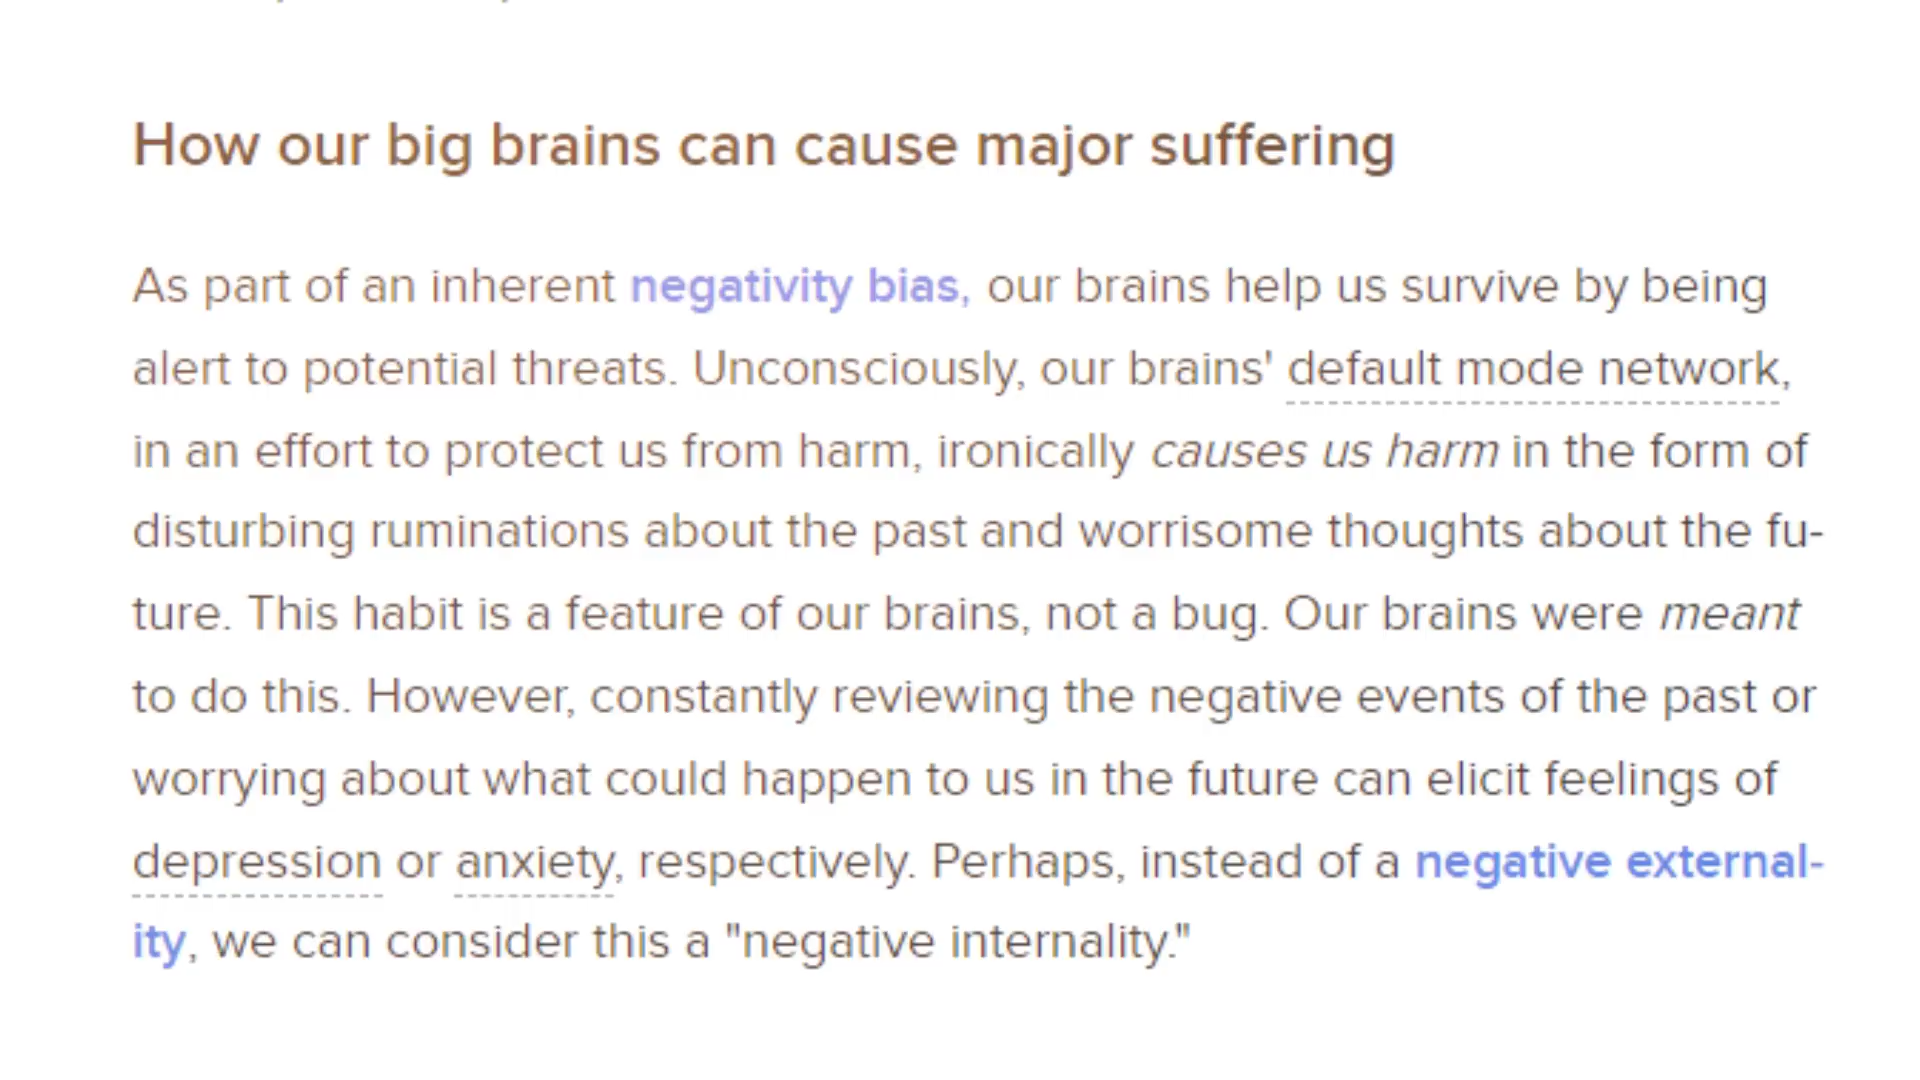 How our big brains can cause major suffering
As part of an inherent negativity bias, our brains help us survive by being
alert to potential threats. Unconsciously, our brains' default mode network,
in an effort to protect us from harm, ironically causes us harm in the form of
disturbing ruminations about the past and worrisome thoughts about the fu-
ture. This habit is a feature of our brains, not a bug. Our brains were meant
to do this. However, constantly reviewing the negative events of the past or
worrying about what could happen to us in the future can elicit feelings of
depression or anxiety, respectively. Perhaps, instead of a negative external-
ity, we can consider this a "negative internality."